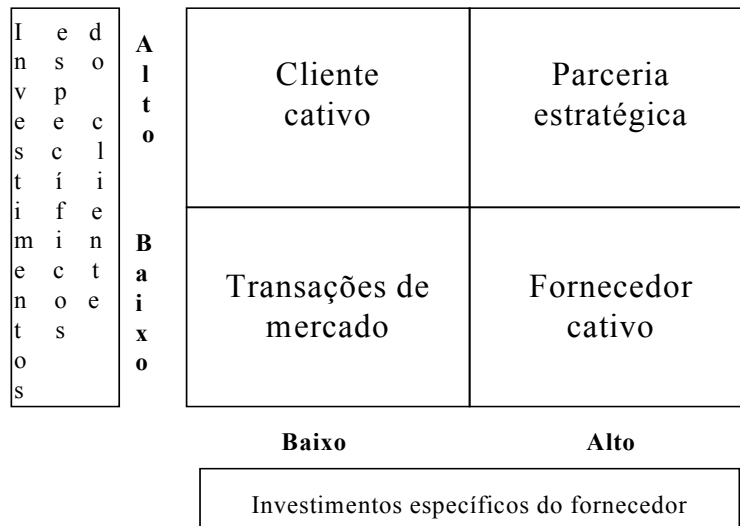 Investimentos
específicos
do cliente
Alto
Cliente
cativo
Parceria
estratégica
Baixo
Transações de
mercado
Fornecedor
cativo
Baixo
Alto
Investimentos específicos do fornecedor